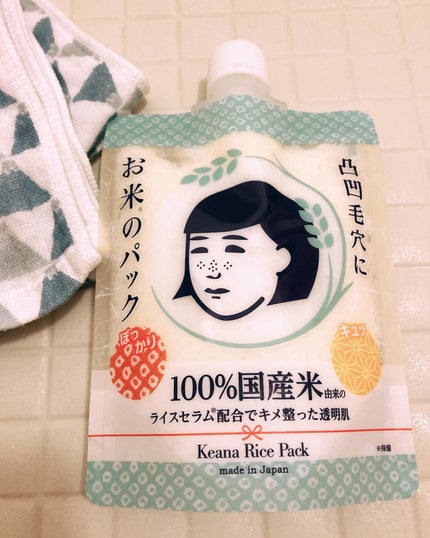 凸凹毛穴に
お米のパック
ぽっかり
キュッ
100%国産米由来の
ライスセラム®配合でキメ整った透明肌
Keana Rice Pack
※保湿
made in Japan